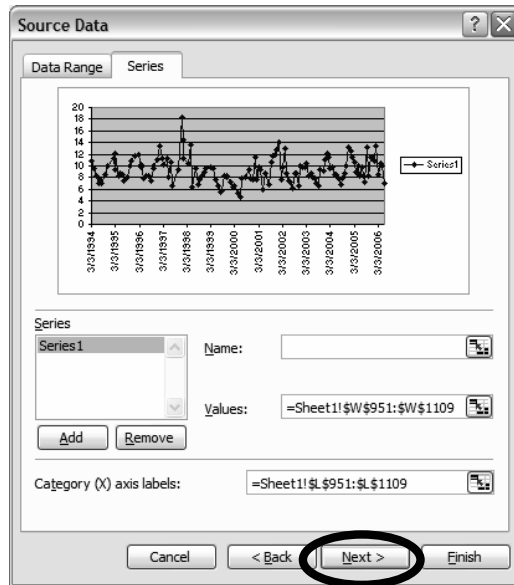 Source Data
Data Range Series
20
18
16
14
12
10
8
6
4
2
0
3/3/1994
3/3/1995
3/3/1996
3/3/1997
3/3/1998
3/3/1999
3/3/2000
3/3/2001
3/3/2002
3/3/2003
3/3/2004
3/3/2005
3/3/2006
Series1
Series
Series1
Name:
Values: =Sheet1!$W$951:$W$1109
Add Remove
Category (X) axis labels: =Sheet1!$L$951:$L$1109
Cancel < Back Next > Finish